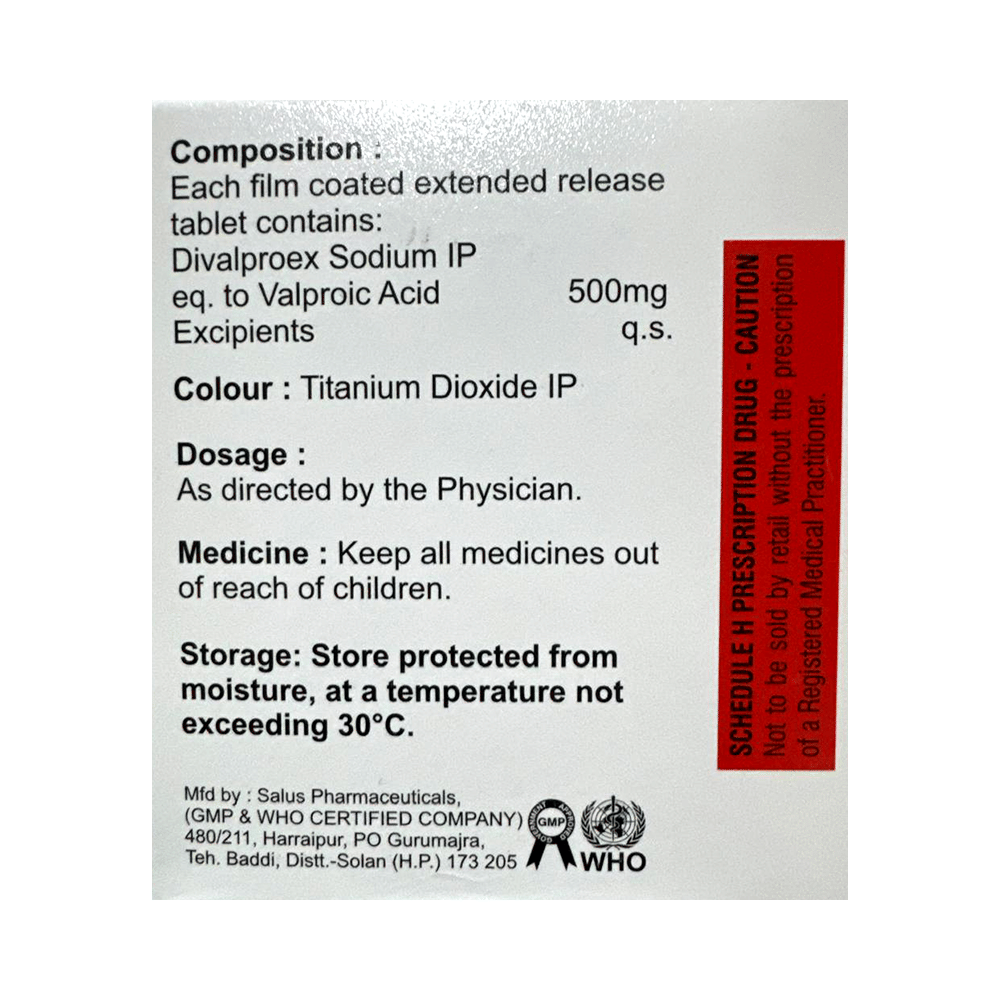 Composition :
Each film coated extended release
tablet contains:
Divalproex Sodium IP
eq. to Valproic Acid 500mg
Excipients q.s.
Colour : Titanium Dioxide IP
Dosage :
As directed by the Physician.
Medicine : Keep all medicines out
of reach of children.
Storage: Store protected from
moisture, at a temperature not
exceeding 30°C.
Mfd by : Salus Pharmaceuticals,
(GMP & WHO CERTIFIED COMPANY)
480/211, Harraipur, PO Gurumajra,
Teh. Baddi, Distt.-Solan (H.P.) 173 205
GMP
WHO
SCHEDULE H PRESCRIPTION DRUG - CAUTION
Not to be sold by retail without the prescription
of a Registered Medical Practitioner.